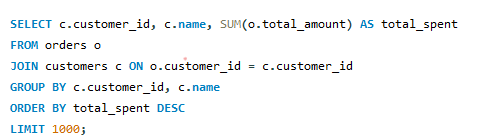 SELECT c.customer_id, c.name, SUM(o.total_amount) AS total_spent
FROM orders o
JOIN customers c ON o.customer_id = c.customer_id
GROUP BY c.customer_id, c.name
ORDER BY total_spent DESC
LIMIT 1000;